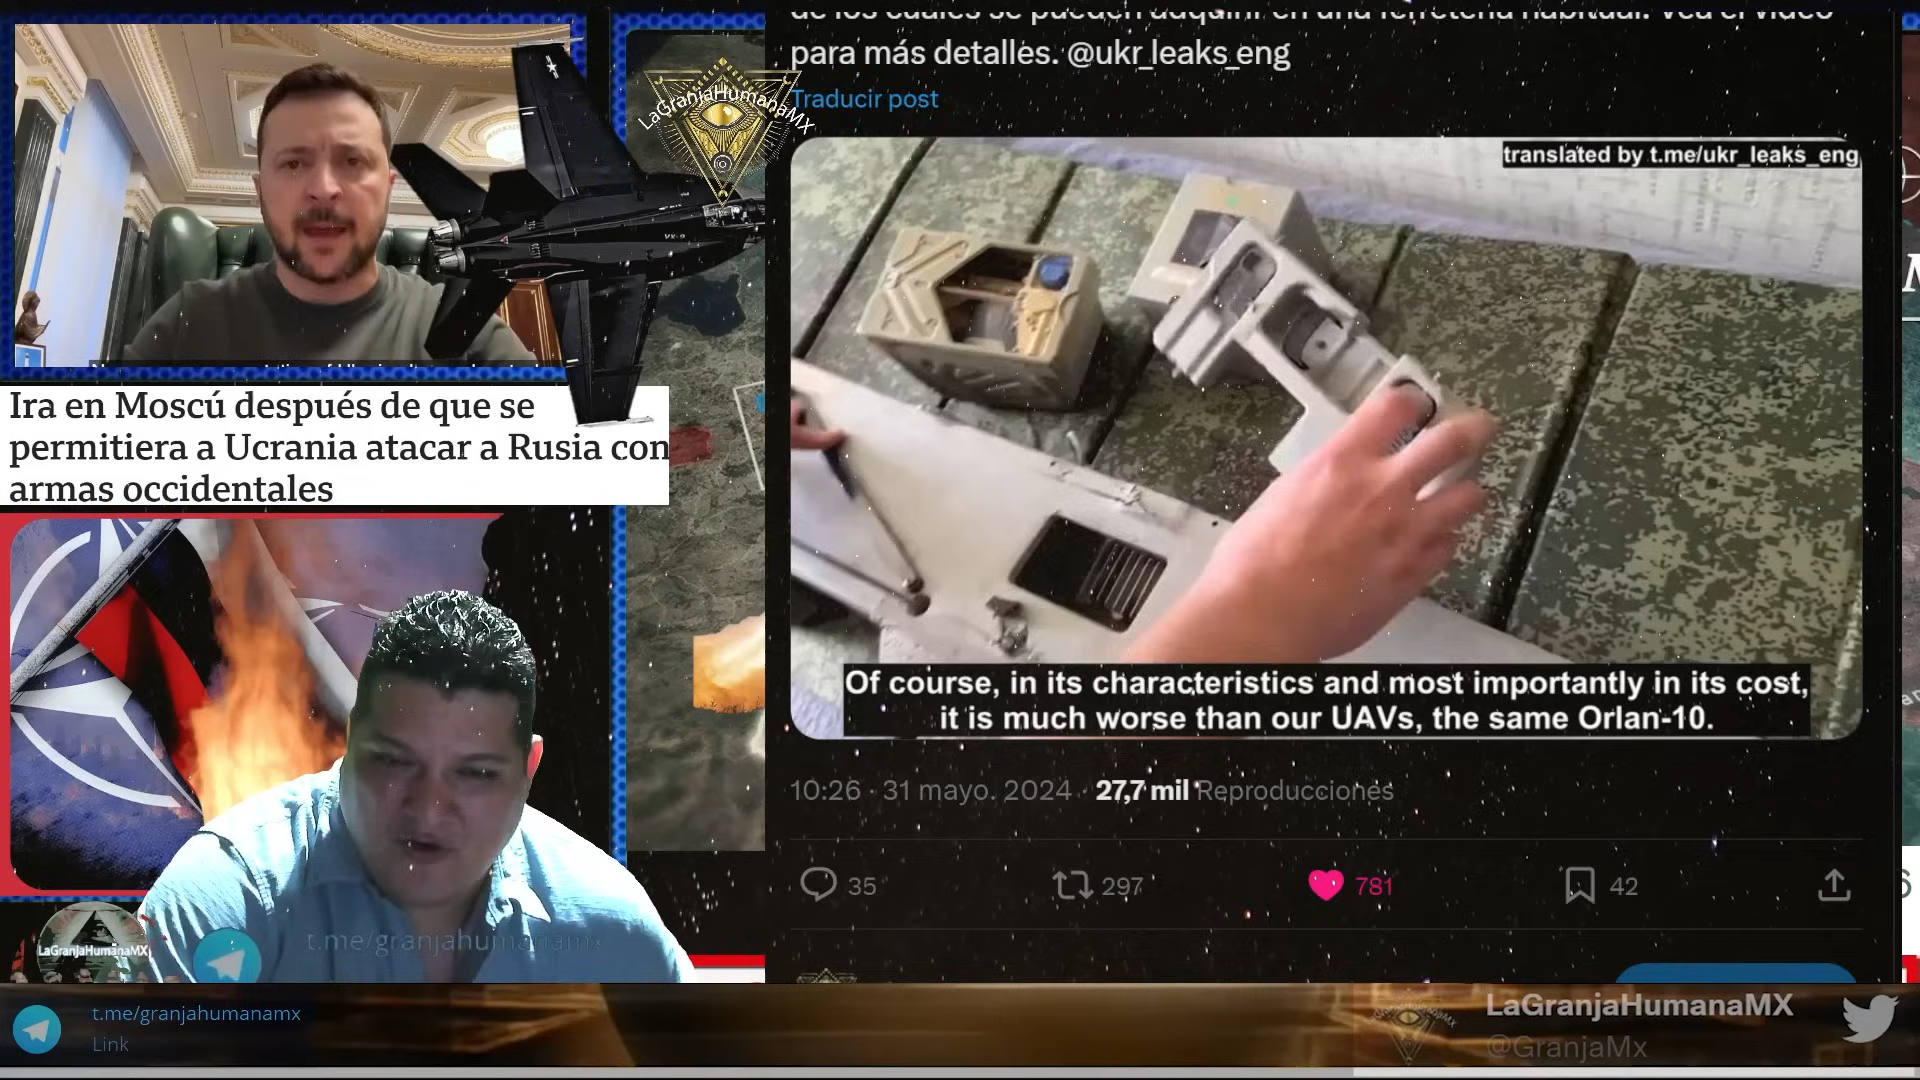 para más detalles. @ukr_leaks_eng
Traducir post
LaGranjaHumanaMX
translated by t.me/ukr_leaks_eng
Ira en Moscú después de que se
permitiera a Ucrania atacar a Rusia con
armas occidentales
Of course, in its characteristics and most importantly in its cost,
it is much worse than our UAVs, the same Orlan-10.
10:26 · 31 mayo. 2024 · 27,7 mil Reproducciones
35
297
781
42
LaGranjaHumanaMX
t.me/granjahumanamx
t.me/granjahumanamx
Link
LaGranjaHumanaMX
@GranjaMx